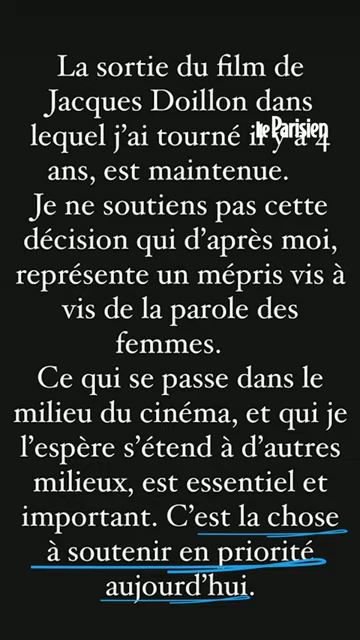 La sortie du film de
Jacques Doillon dans
lequel j'ai tourné il y a 4
Le Parisien
ans, est maintenue.
Je ne soutiens pas cette
décision qui d'après moi,
représente un mépris vis à
vis de la parole des
femmes.
Ce qui se passe dans le
milieu du cinéma, et qui je
l'espère s'étend à d'autres
milieux, est essentiel et
important. C'est la chose
à soutenir en priorité
aujourd'hui.